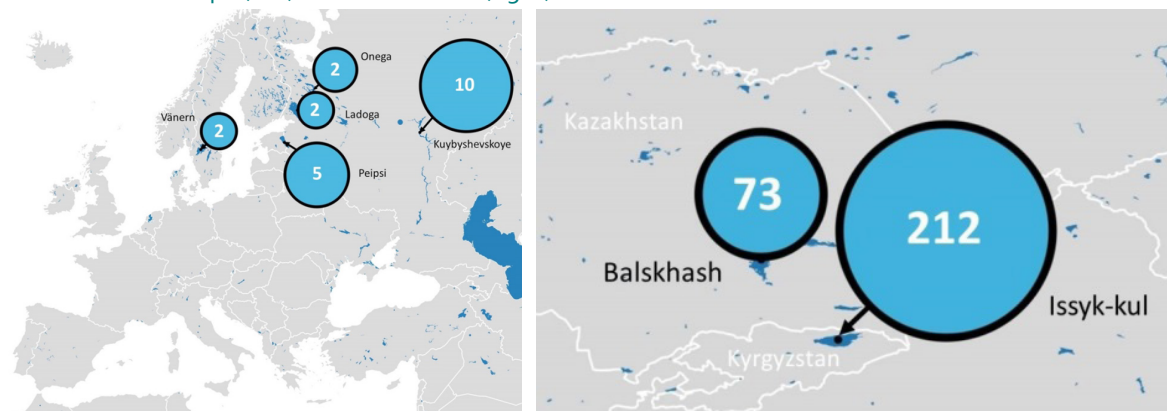 Onega
2
10
Vänern
2
2
Ladoga
Kuybyshevskoye
5
Peipsi
Kazakhstan
73
212
Balskhash
Issyk-kul
Kyrgyzstan